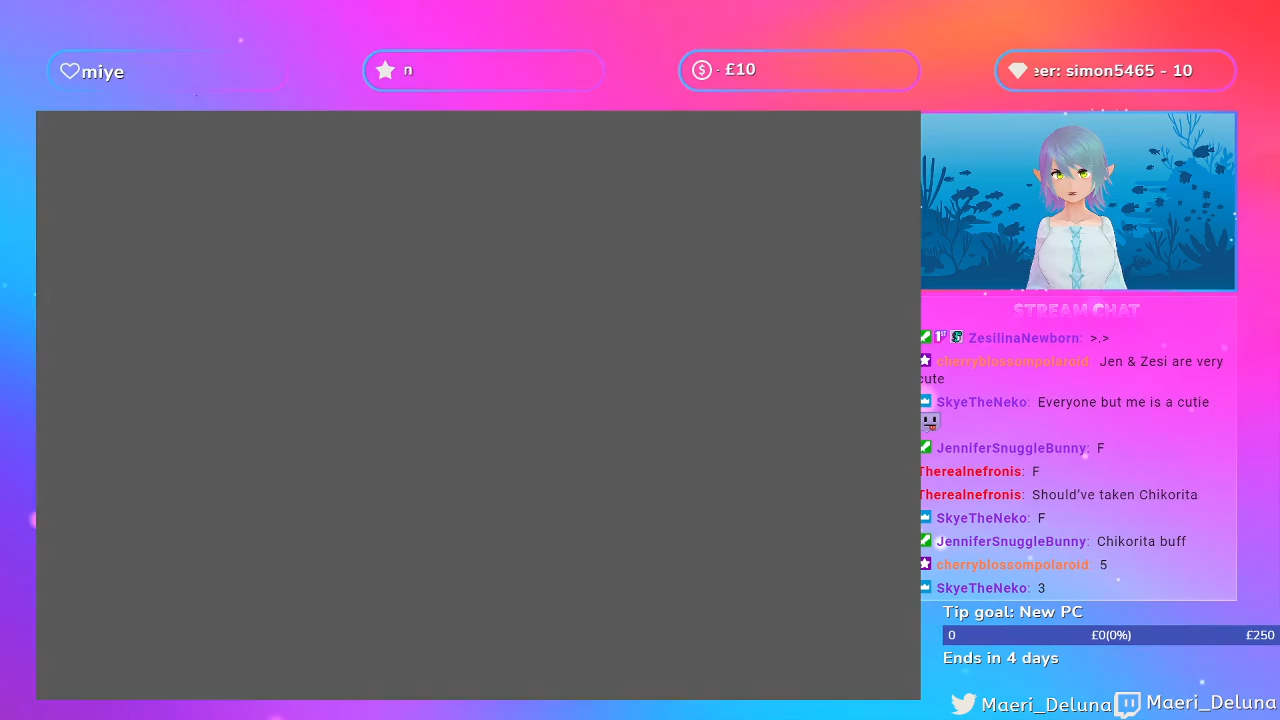 miye
n
- £10
eer: simon5465 - 10
STREAM CHAT
ZesilinaNewborn: >.>
cherryblossompolaroid: Jen & Zesi are very
cute
SkyeTheNeko: Everyone but me is a cutie
JenniferSnuggleBunny: F
Therealnefronis: F
Therealnefronis: Should've taken Chikorita
SkyeTheNeko: F
JenniferSnuggleBunny: Chikorita buff
cherryblossompolaroid: 5
SkyeTheNeko: 3
Tip goal: New PC
0 £0(0%) £250
Ends in 4 days
Maeri_Deluna Maeri_Deluna